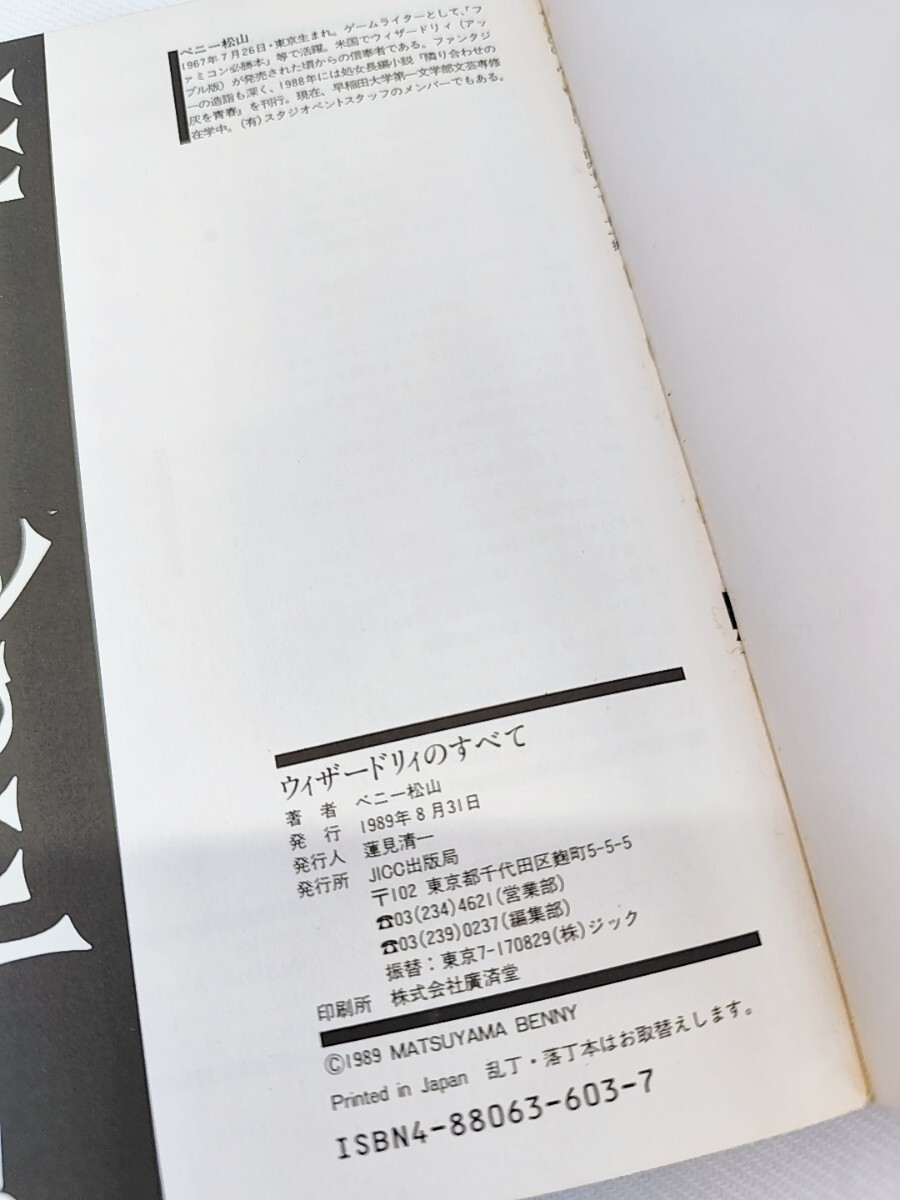 ベニー松山
1967年7月26日・東京生まれ。ゲームライターとして、「フ
ァミコン必勝本」等で活躍。米国でウィザードリィ（アッ
プル版）が発売された頃からの信奉者である。ファンタジ
ーの造詣も深く、1988年には処女長編小説『隣り合わせの
灰と青春』を刊行。現在、早稲田大学第一文学部文芸専修
在学中。（有）スタジオベントスタッフのメンバーでもある。
ウィザードリィのすべて
著 者 ベニー松山
発 行 1989年8月31日
発行人 蓮見清一
発行所 JICC出版局
〒102 東京都千代田区麹町5-5-5
☎03(234)4621(営業部)
☎03(239)0237(編集部)
振替：東京7-170829(株)ジック
印刷所 株式会社廣済堂
©1989 MATSUYAMA BENNY
Printed in Japan 乱丁・落丁本はお取替えします。
ISBN4-88063-603-7